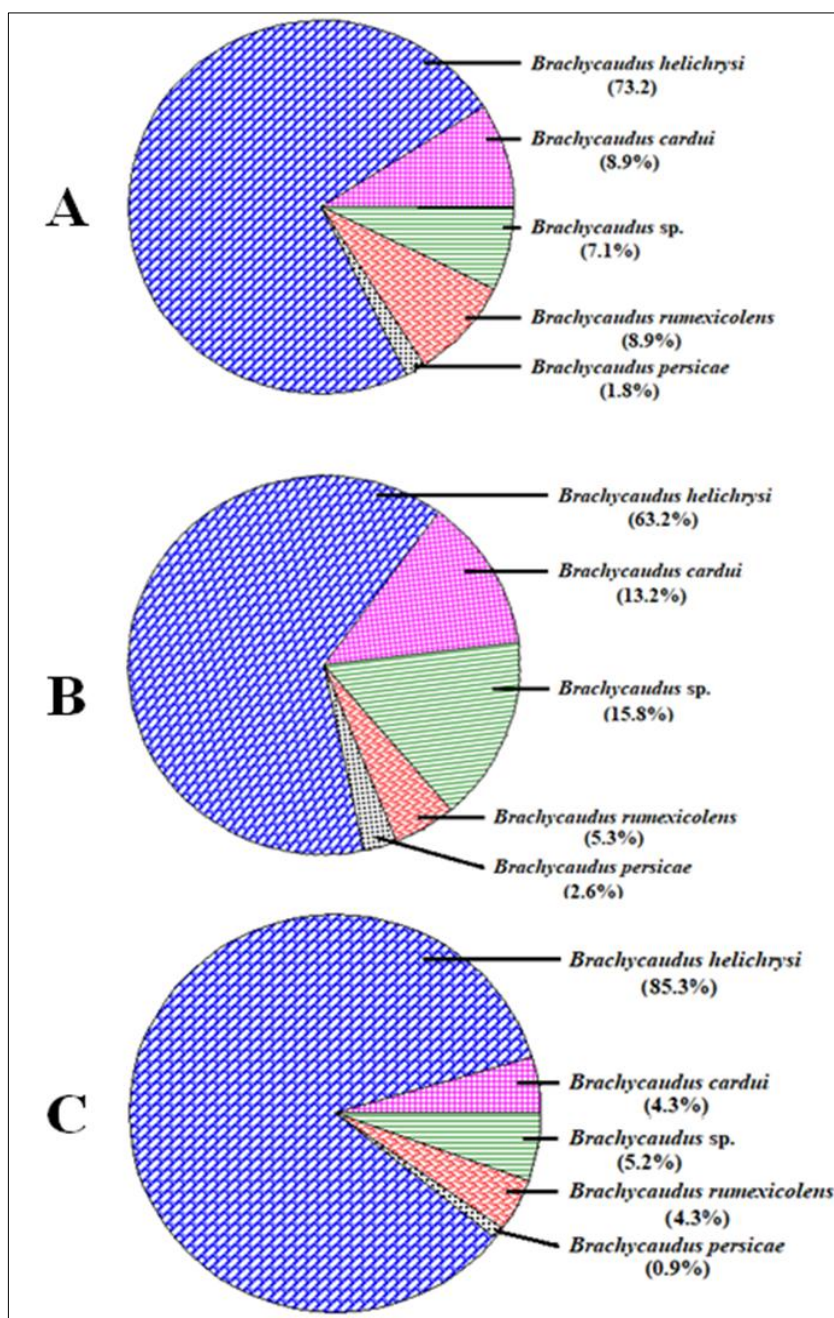 Brachycaudus helichrysi
(73.2)
Brachycaudus cardui
(8.9%)
A
Brachycaudus sp.
(7.1%)
Brachycaudus rumexicolens
(8.9%)
Brachycaudus persicae
(1.8%)
Brachycaudus helichrysi
(63.2%)
Brachycaudus cardui
(13.2%)
B
Brachycaudus sp.
(15.8%)
Brachycaudus rumexicolens
(5.3%)
Brachycaudus persicae
(2.6%)
Brachycaudus helichrysi
(85.3%)
Brachycaudus cardui
(4.3%)
C
Brachycaudus sp.
(5.2%)
Brachycaudus rumexicolens
(4.3%)
Brachycaudus persicae
(0.9%)